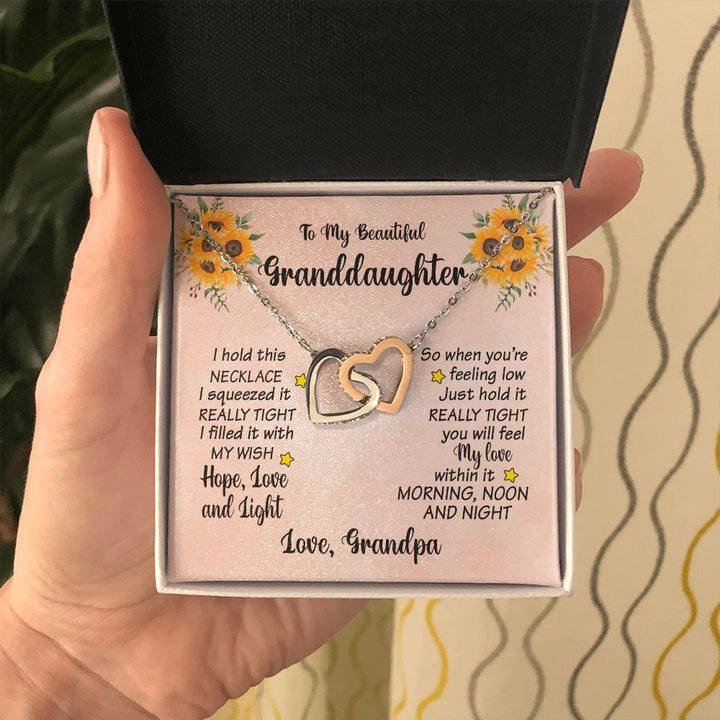 To My Beautiful
Granddaughter
I hold this
NECKLACE
I squeezed it
REALLY TIGHT
I filled it with
MY WISH
Hope, Love
and Light
So when you're
feeling low
Just hold it
REALLY TIGHT
you will feel
My love
within it
MORNING, NOON
AND NIGHT
Love, Grandpa